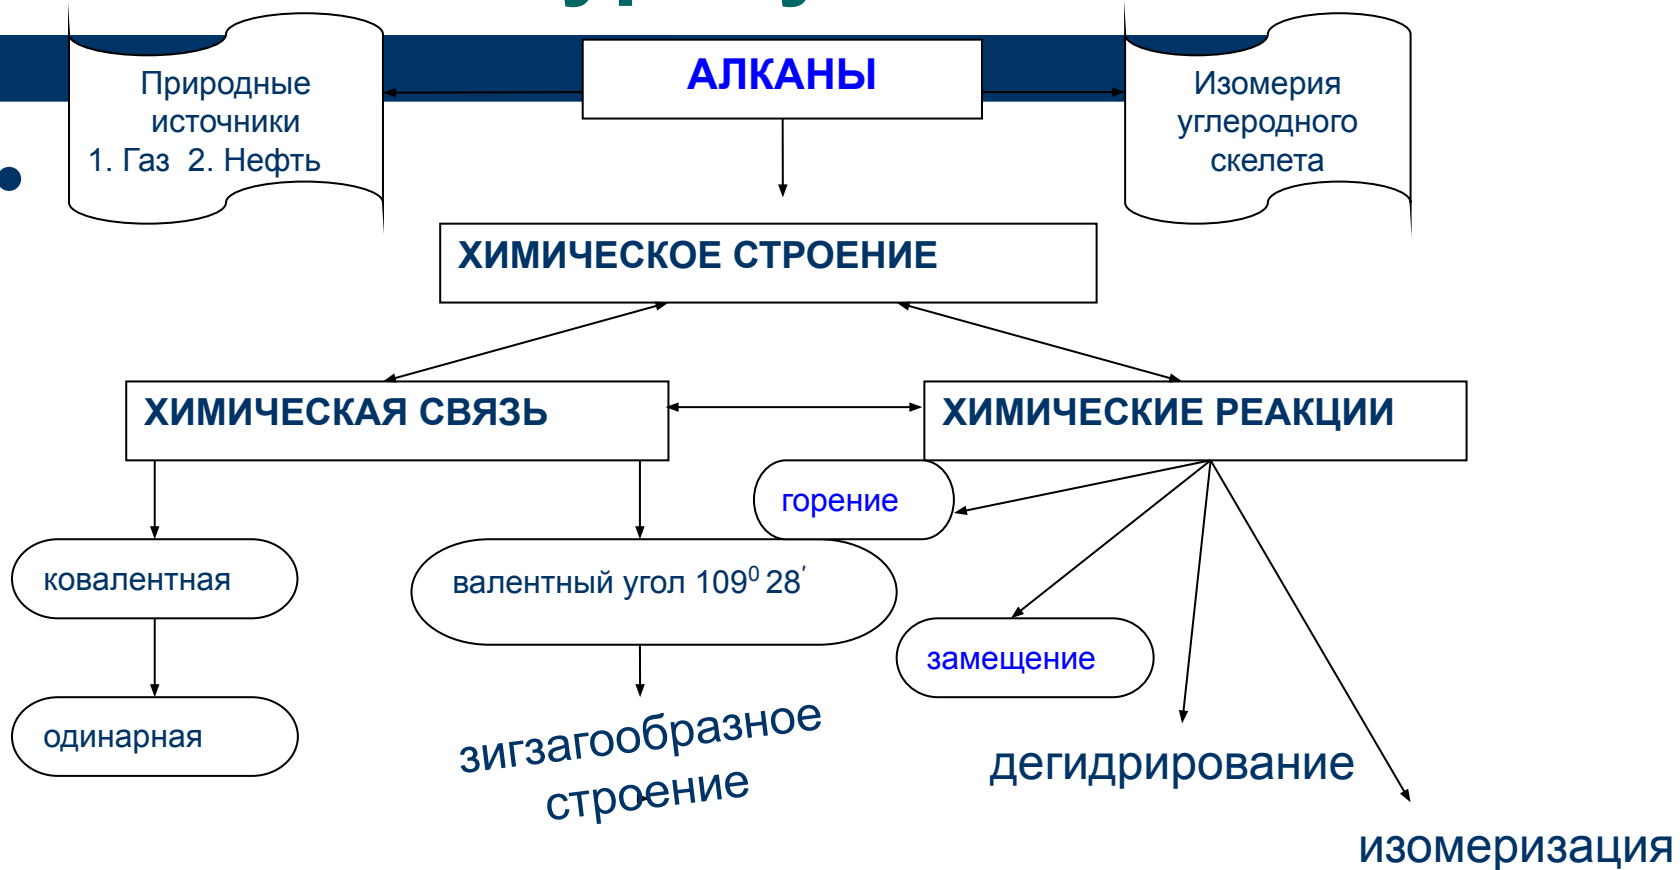 АЛКАНЫ
Природные
источники
1. Газ 2. Нефть
Изомерия
углеродного
скелета
ХИМИЧЕСКОЕ СТРОЕНИЕ
ХИМИЧЕСКАЯ СВЯЗЬ
ХИМИЧЕСКИЕ РЕАКЦИИ
горение
ковалентная
валентный угол 109⁰ 28′
замещение
одинарная
зигзагообразное
строение
дегидрирование
изомеризация